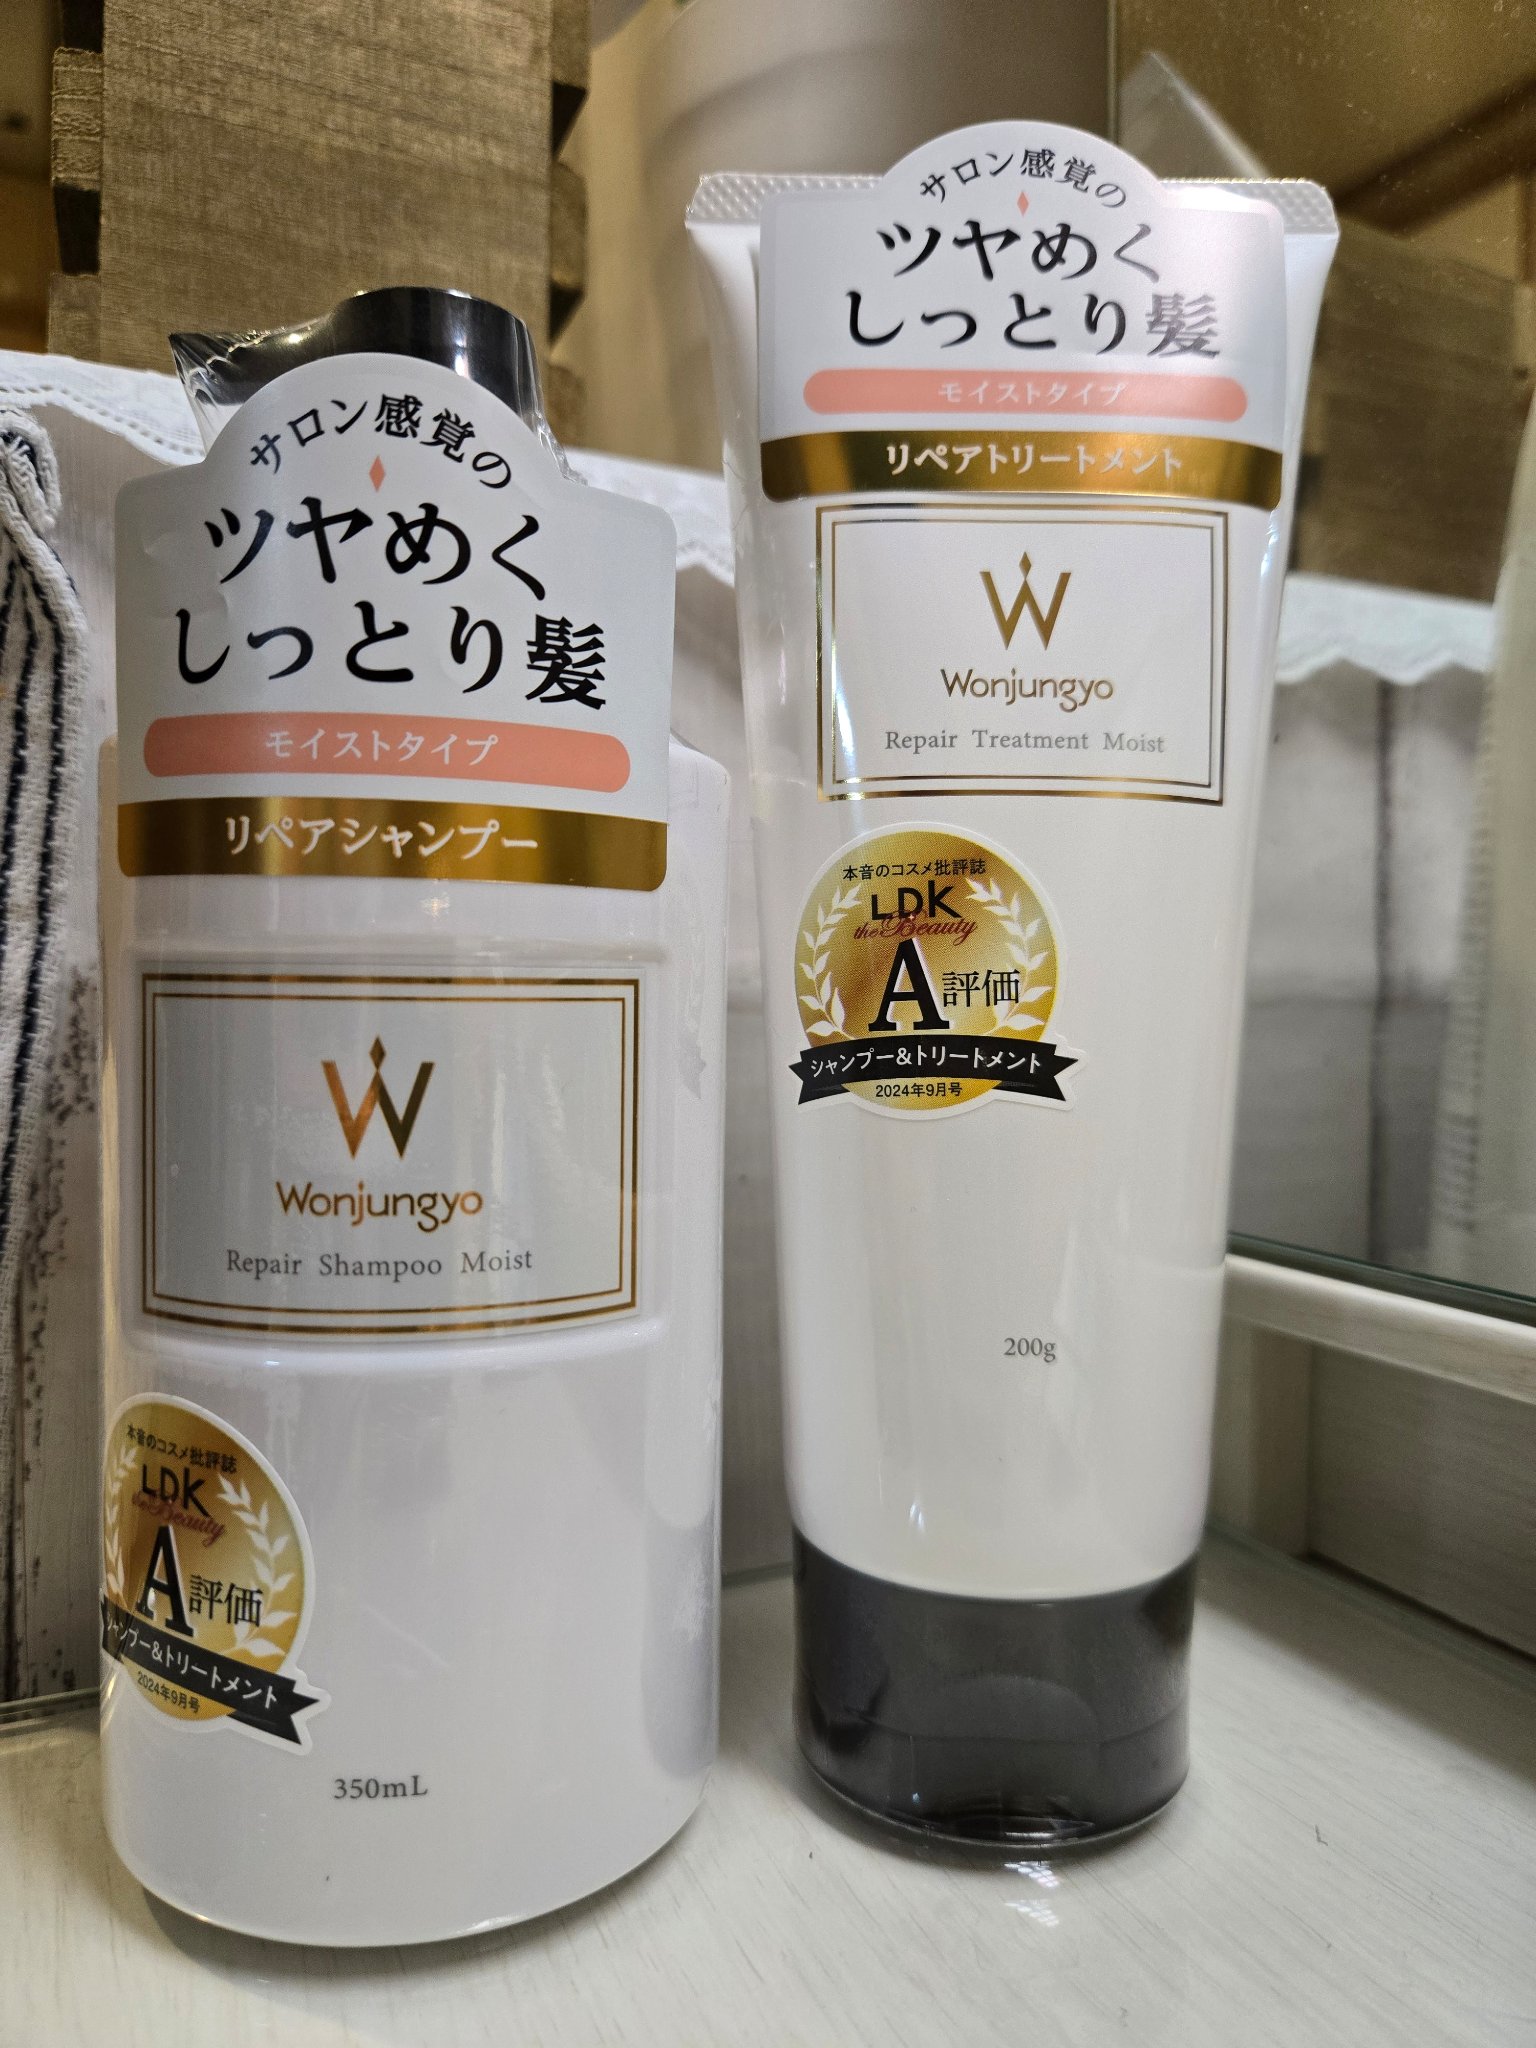 サロン感覚の
ツヤめく
しっとり髪
モイストタイプ
リペアシャンプー
W
Wonjungyo
Repair Shampoo Moist
本音のコスメ批評誌
LDK
the Beauty
A評価
シャンプー&トリートメント
2024年9月号
350mL
サロン感覚の
ツヤめく
しっとり髪
モイストタイプ
リペアトリートメント
W
Wonjungyo
Repair Treatment Moist
本音のコスメ批評誌
LDK
the Beauty
A評価
シャンプー&トリートメント
2024年9月号
200g